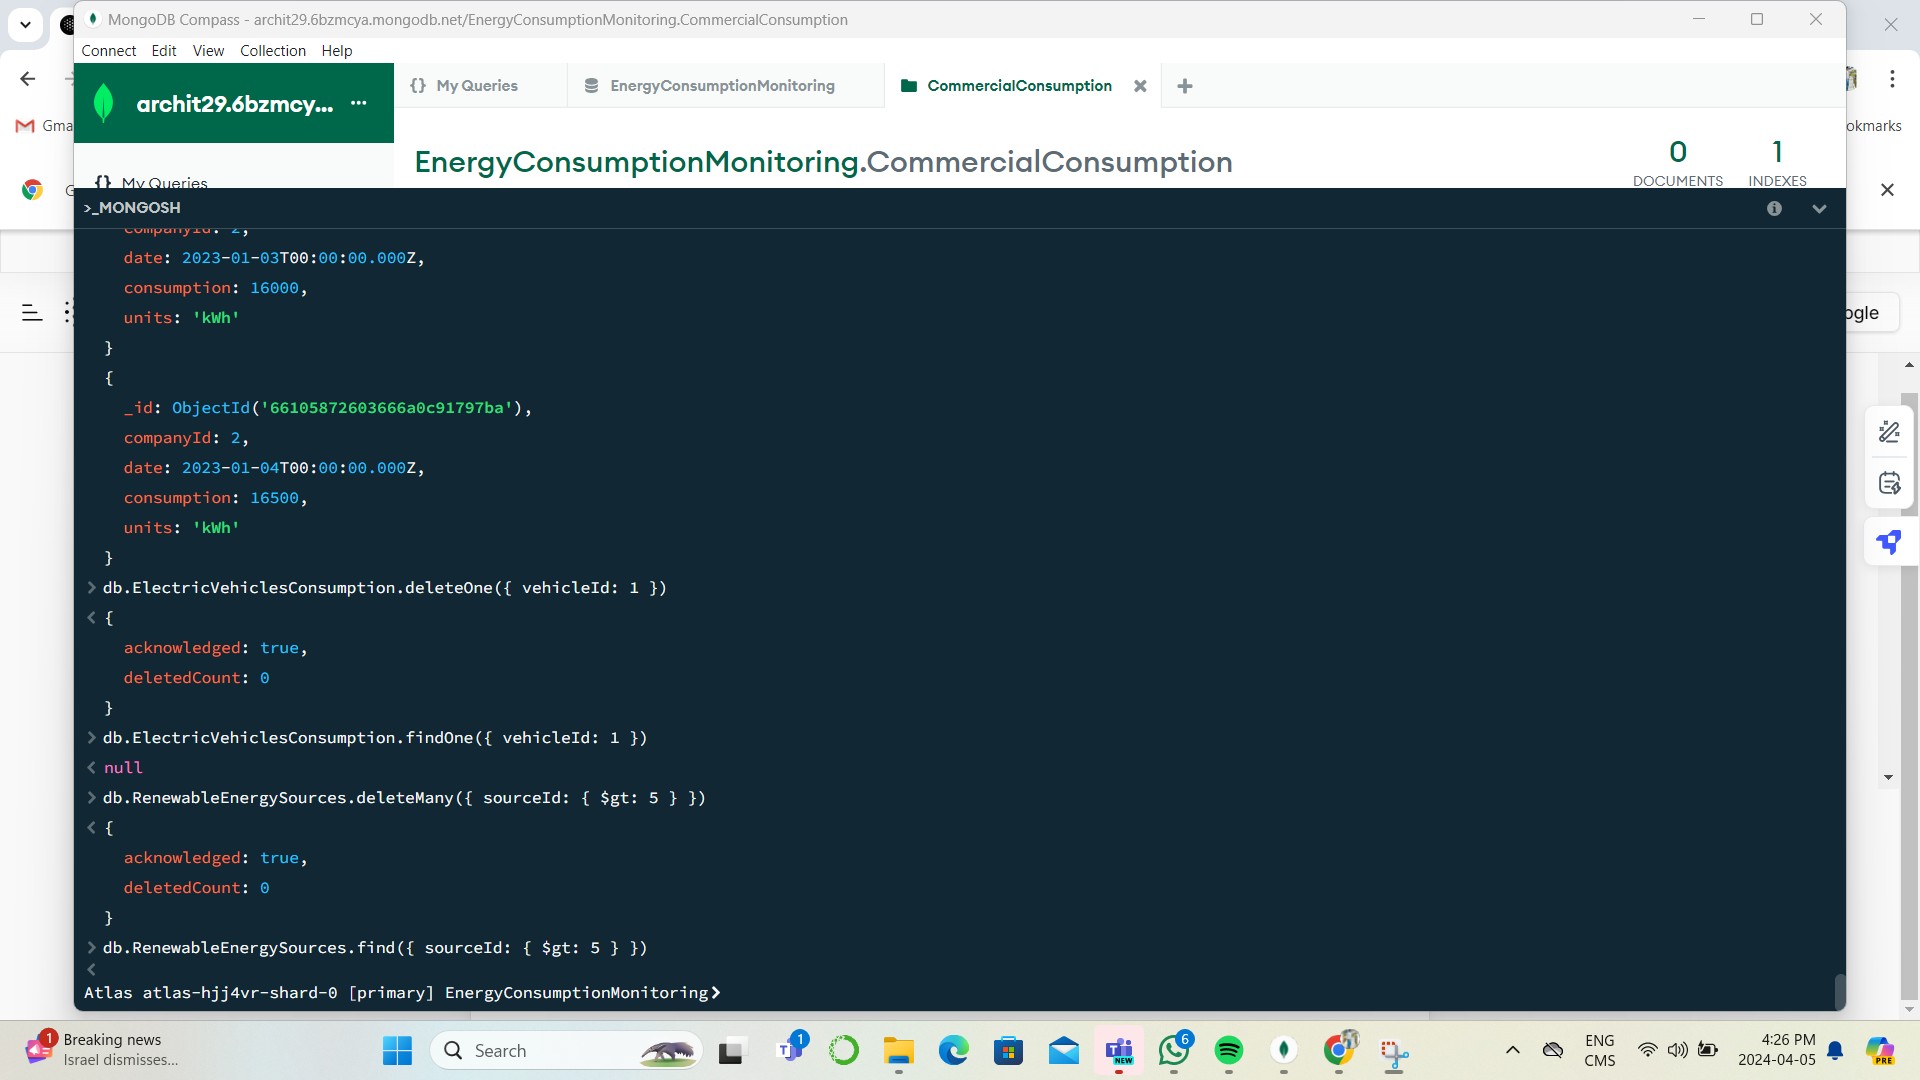 MongoDB Compass - archit29.6bzmcya.mongodb.net/EnergyConsumptionMonitoring.CommercialConsumption
Connect Edit View Collection Help
archit29.6bzmcy... ···
{} My Queries
EnergyConsumptionMonitoring
CommercialConsumption
Gma
okmarks
EnergyConsumptionMonitoring.CommercialConsumption
0
DOCUMENTS
1
INDEXES
{} My Queries
>_MONGOSH
companyId: 2,
date: 2023-01-03T00:00:00.000Z,
consumption: 16000,
units: 'kWh'
}
{
_id: ObjectId('66105872603666a0c91797ba'),
companyId: 2,
date: 2023-01-04T00:00:00.000Z,
consumption: 16500,
units: 'kWh'
}
> db.ElectricVehiclesConsumption.deleteOne({ vehicleId: 1 })
< {
acknowledged: true,
deletedCount: 0
}
> db.ElectricVehiclesConsumption.findOne({ vehicleId: 1 })
< null
> db.RenewableEnergySources.deleteMany({ sourceId: { $gt: 5 } })
< {
acknowledged: true,
deletedCount: 0
}
> db.RenewableEnergySources.find({ sourceId: { $gt: 5 } })
<
Atlas atlas-hjj4vr-shard-0 [primary] EnergyConsumptionMonitoring>
ogle
1
Breaking news
Israel dismisses...
Search
1
NEW
6
ENG
CMS
4:26 PM
2024-04-05
PRE